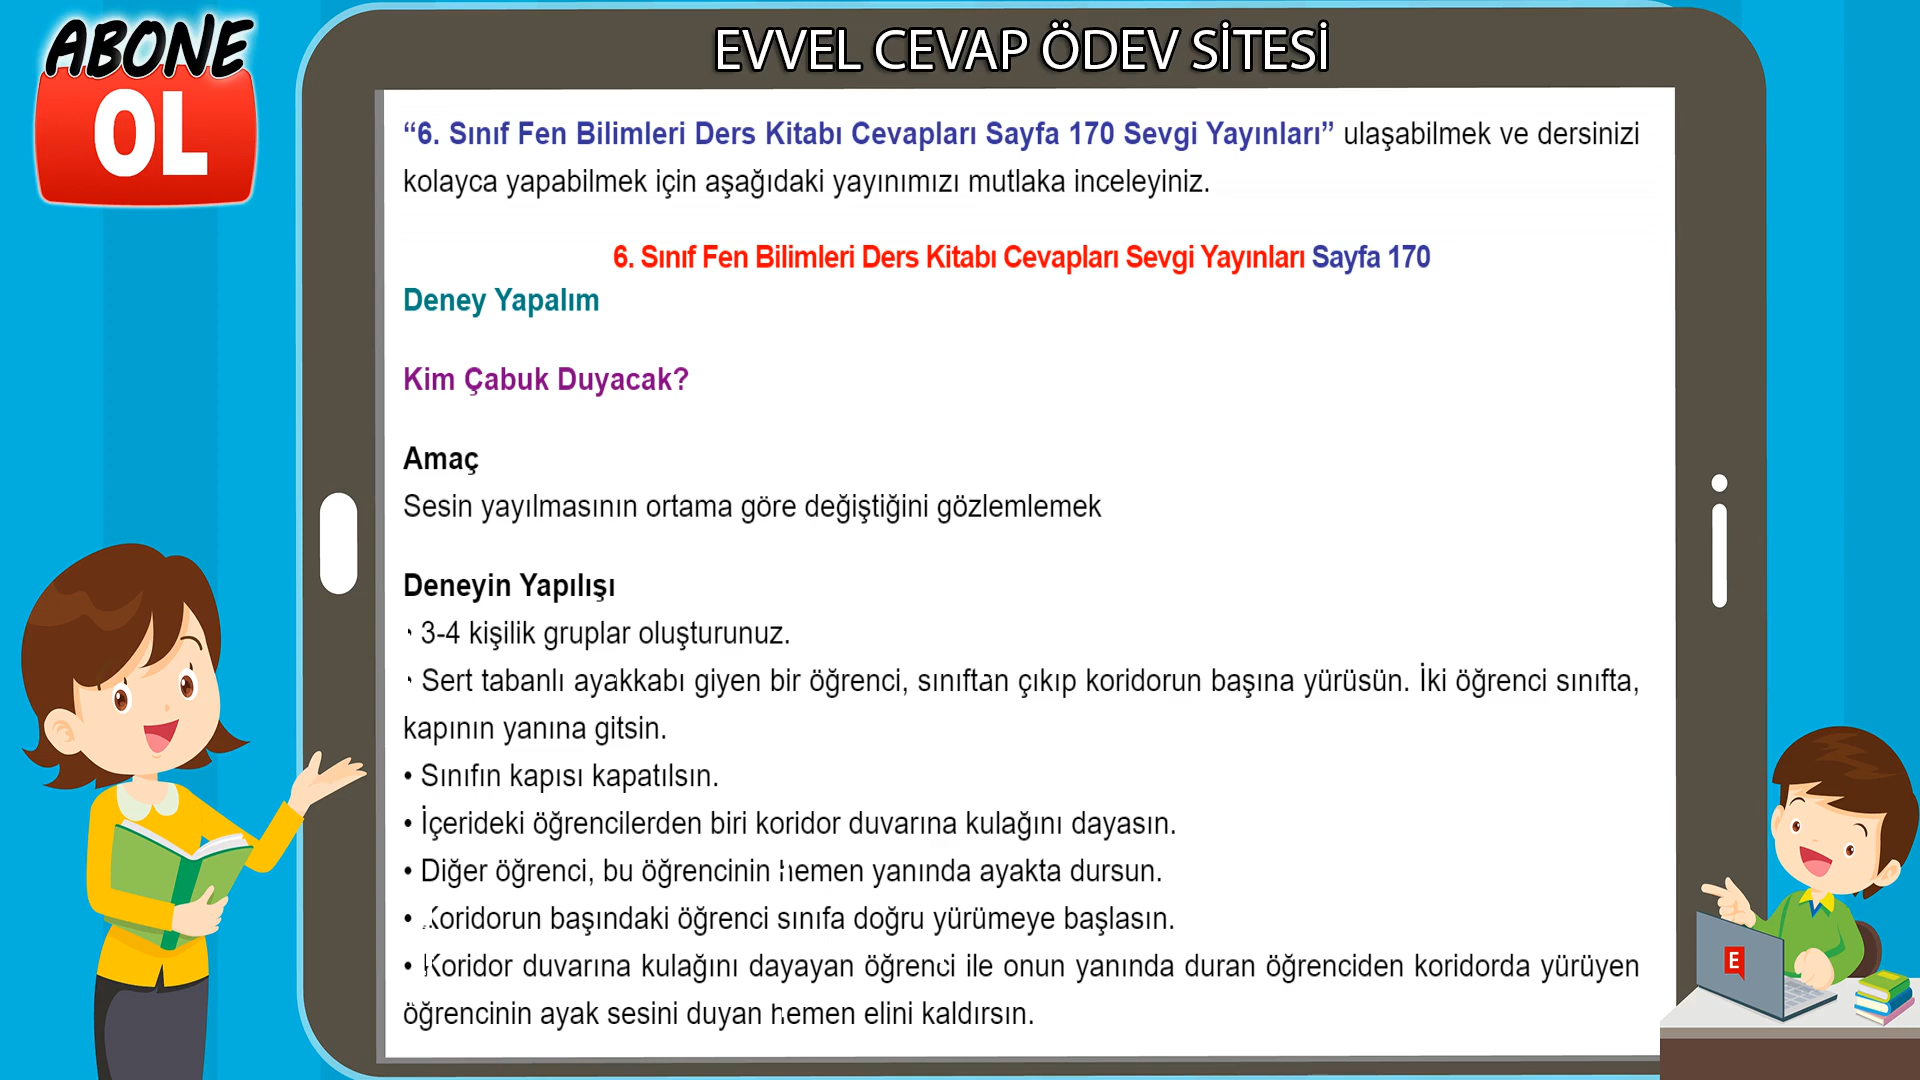 ABONE
OL
EVVEL CEVAP ÖDEV SİTESİ
“6. Sınıf Fen Bilimleri Ders Kitabı Cevapları Sayfa 170 Sevgi Yayınları” ulaşabilmek ve dersinizi
kolayca yapabilmek için aşağıdaki yayınımızı mutlaka inceleyiniz.
6. Sınıf Fen Bilimleri Ders Kitabı Cevapları Sevgi Yayınları Sayfa 170
Deney Yapalım
Kim Çabuk Duyacak?
Amaç
Sesin yayılmasının ortama göre değiştiğini gözlemlemek
Deneyin Yapılışı
• 3-4 kişilik gruplar oluşturunuz.
• Sert tabanlı ayakkabı giyen bir öğrenci, sınıftan çıkıp koridorun başına yürüsün. İki öğrenci sınıfta,
kapının yanına gitsin.
• Sınıfın kapısı kapatılsın.
• İçerideki öğrencilerden biri koridor duvarına kulağını dayasın.
• Diğer öğrenci, bu öğrencinin hemen yanında ayakta dursun.
• Koridorun başındaki öğrenci sınıfa doğru yürümeye başlasın.
• Koridor duvarına kulağını dayayan öğrenci ile onun yanında duran öğrenciden koridorda yürüyen
öğrencinin ayak sesini duyan hemen elini kaldırsın.
E